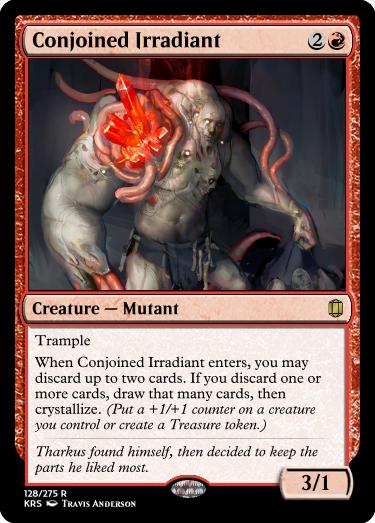 Conjoined Irradiant 2
Creature — Mutant
Trample
When Conjoined Irradiant enters, you may
discard up to two cards. If you discard one or
more cards, draw that many cards, then
crystallize. (Put a +1/+1 counter on a creature
you control or create a Treasure token.)
Tharkus found himself, then decided to keep the
parts he liked most.
3/1
128/275 R
KRS Travis Anderson